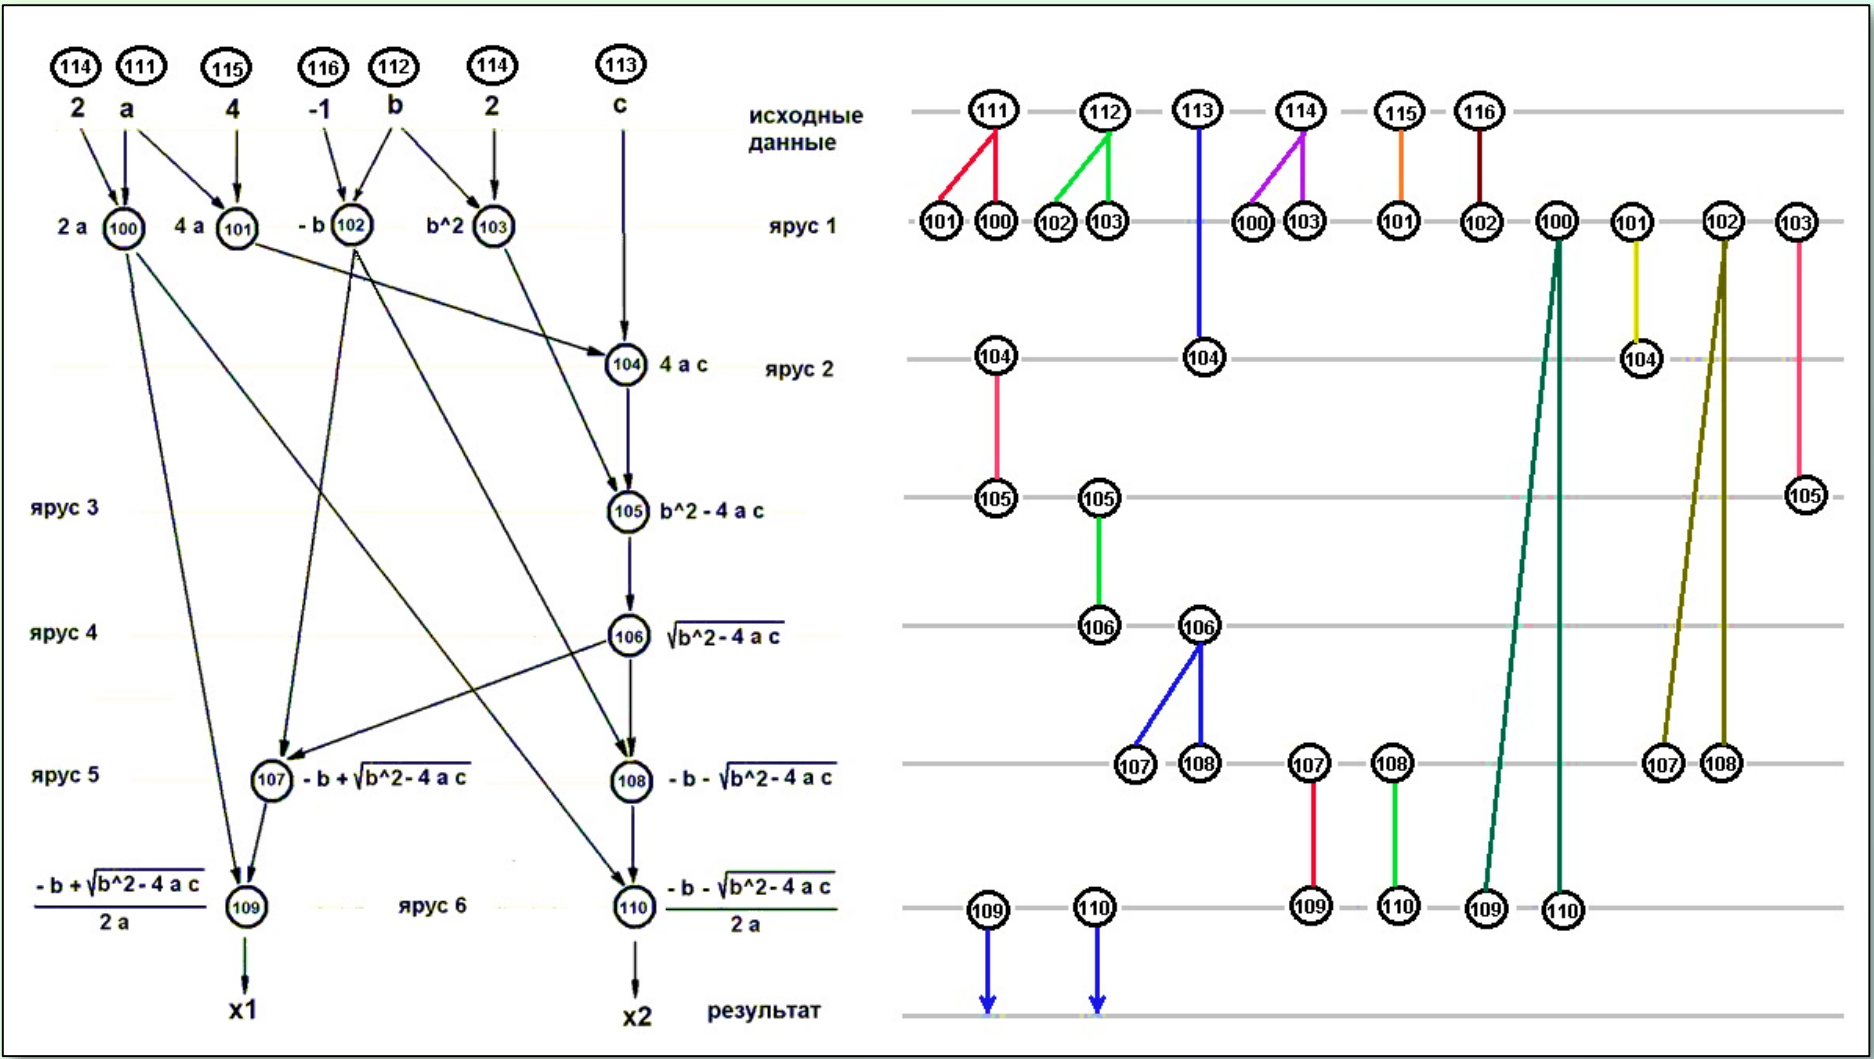 114 111 115 116 112 114 113
2 a 4 -1 b 2 c
исходные
данные
2 a 100 4 a 101 - b 102 b^2 103 ярус 1
104 4 a c ярус 2
ярус 3 105 b^2 - 4 a c
ярус 4 106 √b^2 - 4 a c
ярус 5 107 - b + √b^2 - 4 a c 108 - b - √b^2 - 4 a c
- b + √b^2 - 4 a c
2 a
109 ярус 6 110
- b - √b^2 - 4 a c
2 a
x1 x2 результат
111 112 113 114 115 116
101 100 102 103 100 103 101 102 100 101 102 103
104 104 104
105 105 105
106 106
107 108 107 108 107 108
109 110 109 110 109 110